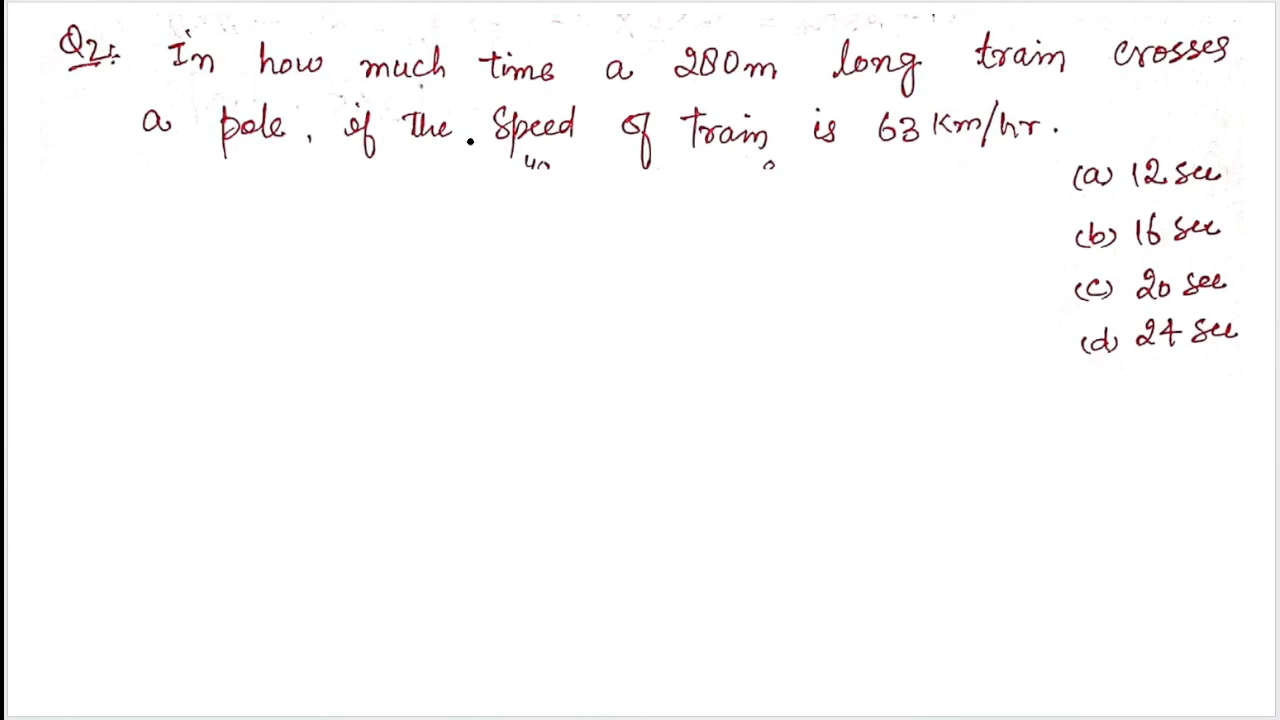 Q2:- In how much time a 280m long train crosses
a pole, if the speed of train is 63 Km/hr.
(a) 12 sec
(b) 16 sec
(c) 20 sec
(d) 24 sec